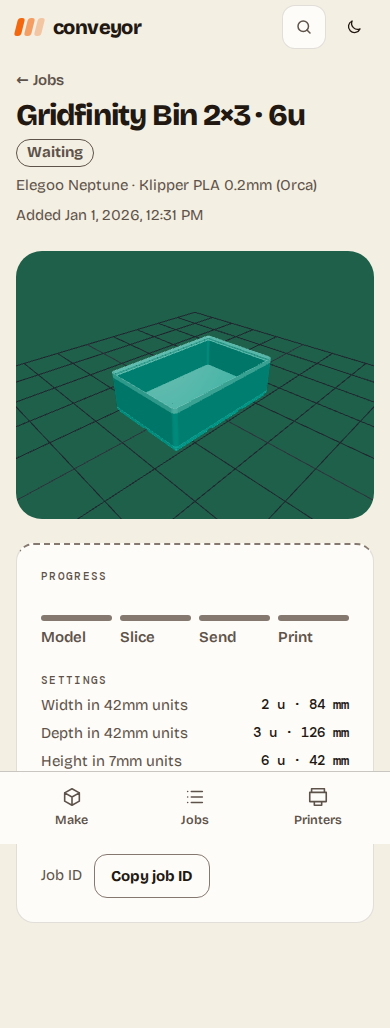 conveyor
← Jobs
Gridfinity Bin 2×3 · 6u
Waiting
Elegoo Neptune · Klipper PLA 0.2mm (Orca)
Added Jan 1, 2026, 12:31 PM
PROGRESS
Model Slice Send Print
SETTINGS
Width in 42mm units 2 u · 84 mm
Depth in 42mm units 3 u · 126 mm
Height in 7mm units 6 u · 42 mm
Make Jobs Printers
Job ID Copy job ID